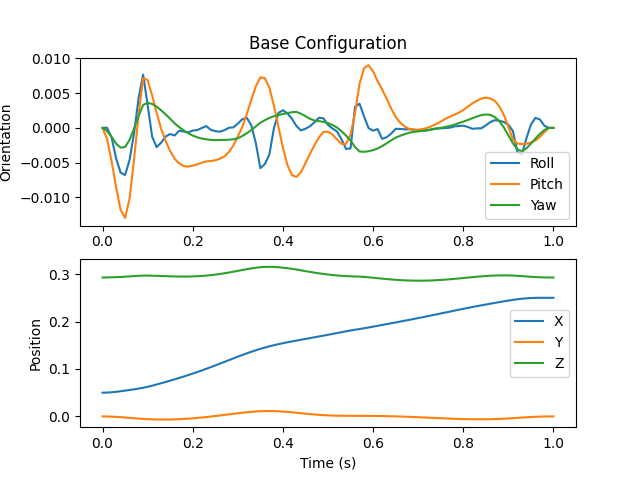 Base Configuration
Orientation
0.010
0.005
0.000
−0.005
−0.010
Roll
Pitch
Yaw
0.0 0.2 0.4 0.6 0.8 1.0
Position
0.3
0.2
0.1
0.0
X
Y
Z
0.0 0.2 0.4 0.6 0.8 1.0
Time (s)